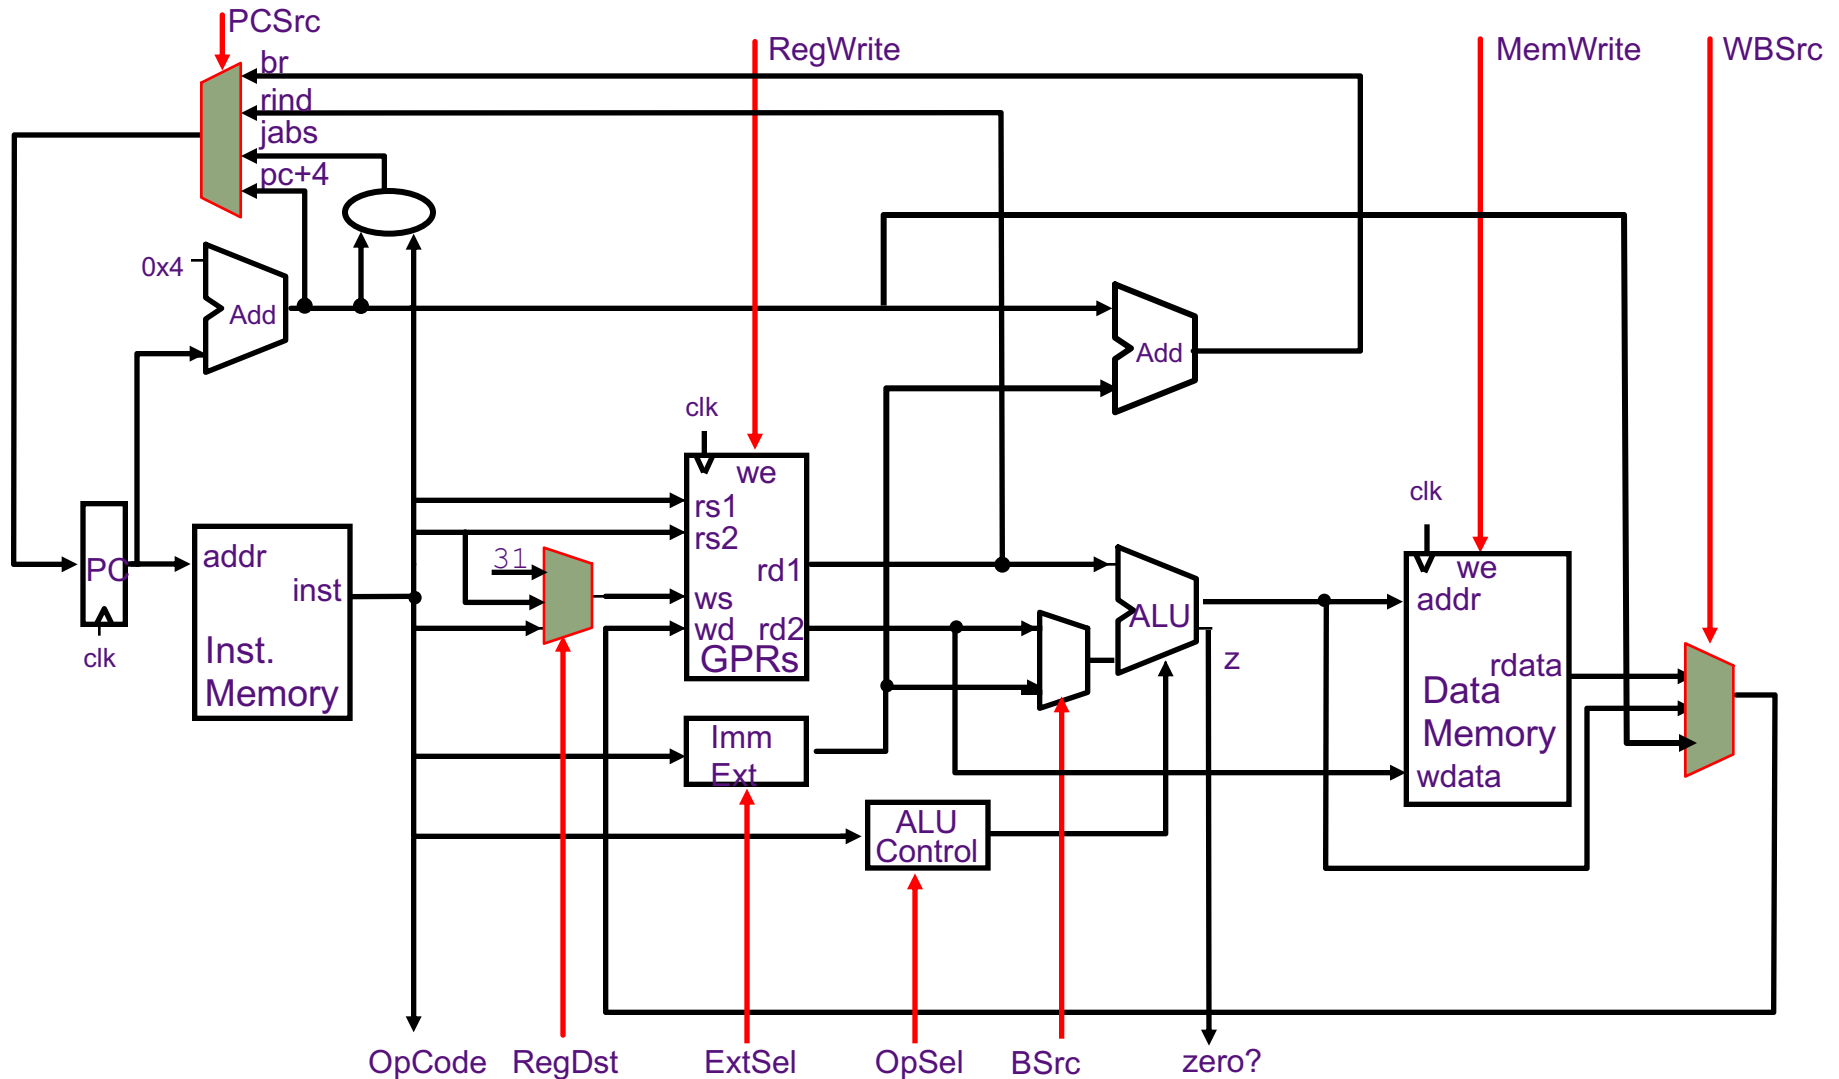 PCSrc
RegWrite
MemWrite
WBSrc
br
rind
jabs
pc+4
0x4
Add
Add
clk
we
rs1
rs2
31
clk
PC
addr
inst
Inst.
Memory
clk
rd1
ws
wd
rd2
GPRs
ALU
z
we
addr
rdata
Data
Memory
wdata
Imm
Ext
ALU
Control
OpCode
RegDst
ExtSel
OpSel
BSrc
zero?